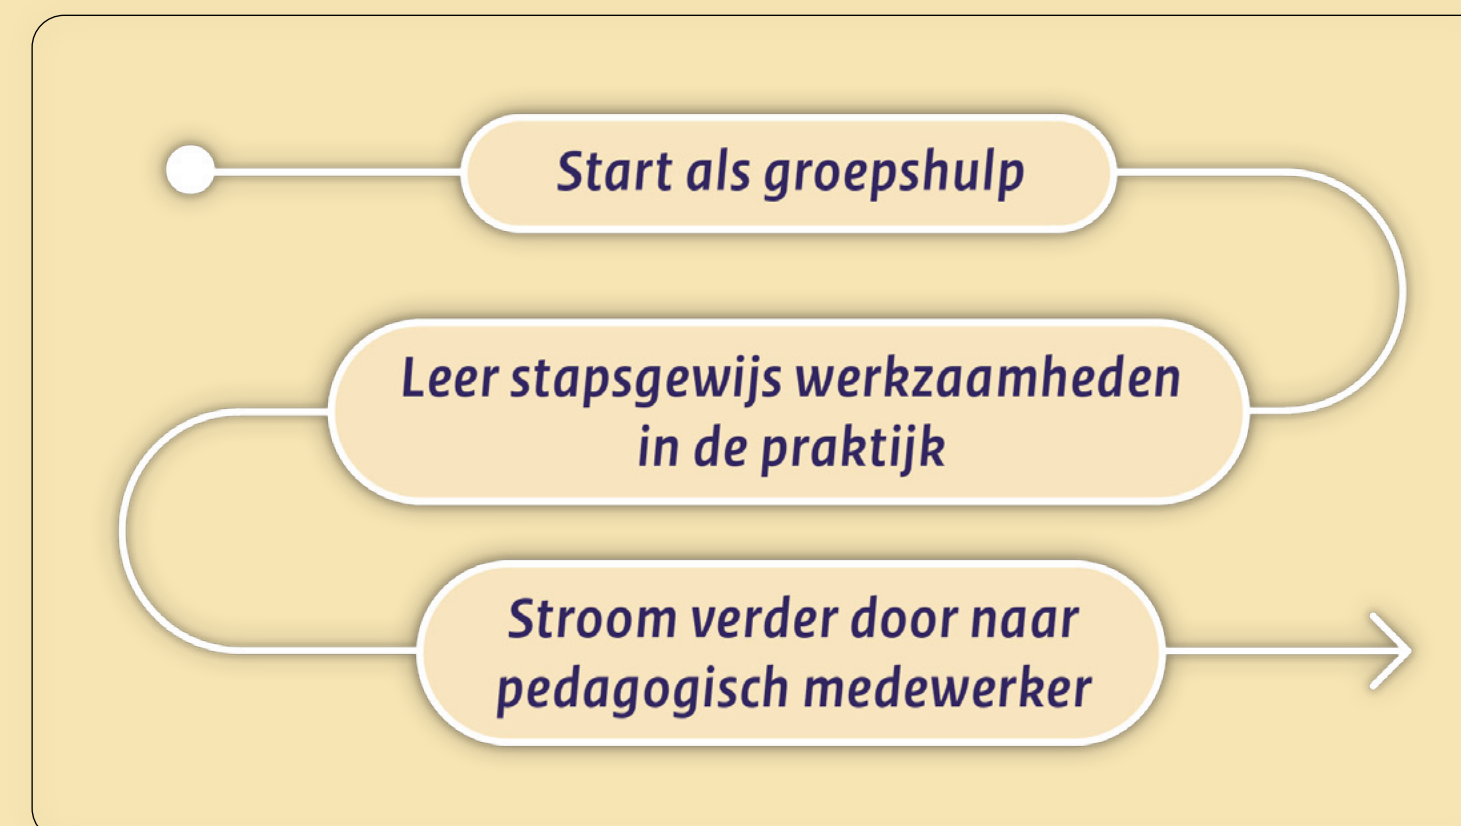 Start als groepshulp
Leer stapsgewijs werkzaamheden
in de praktijk
Stroom verder door naar
pedagogisch medewerker